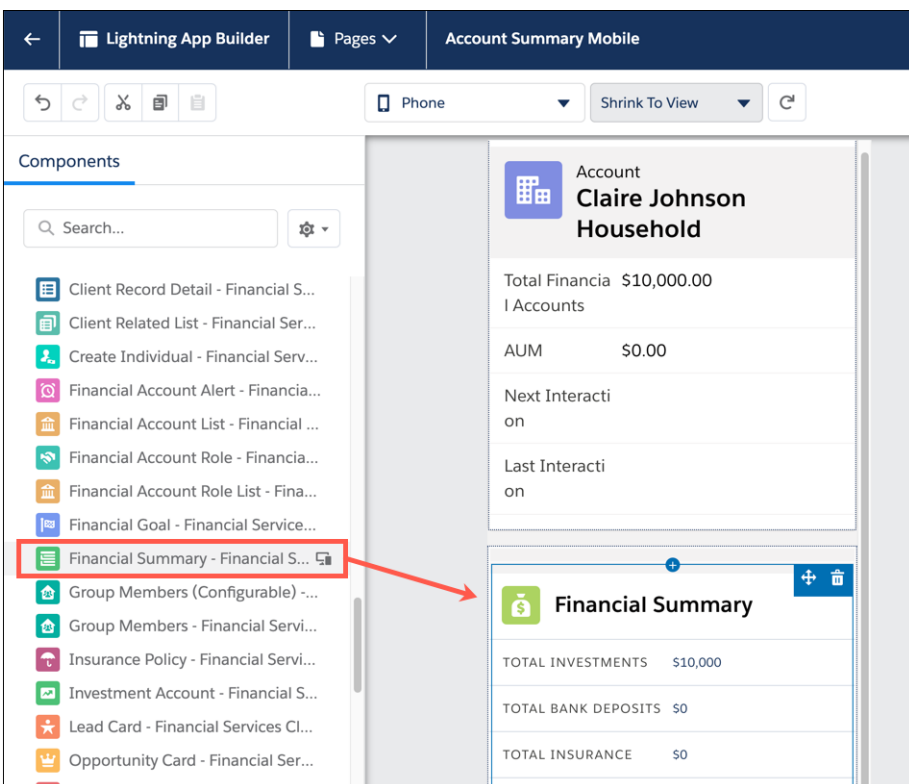 Lightning App Builder
Pages
Account Summary Mobile
Phone
Shrink To View
Components
Search...
Client Record Detail - Financial S...
Client Related List - Financial Ser...
Create Individual - Financial Serv...
Financial Account Alert - Financia...
Financial Account List - Financial ...
Financial Account Role - Financia...
Financial Account Role List - Fina...
Financial Goal - Financial Service...
Financial Summary - Financial S...
Group Members (Configurable) -...
Group Members - Financial Servi...
Insurance Policy - Financial Servi...
Investment Account - Financial S...
Lead Card - Financial Services Cl...
Opportunity Card - Financial Ser...
Account
Claire Johnson
Household
Total Financia $10,000.00
l Accounts
AUM $0.00
Next Interacti
on
Last Interacti
on
Financial Summary
TOTAL INVESTMENTS $10,000
TOTAL BANK DEPOSITS $0
TOTAL INSURANCE $0